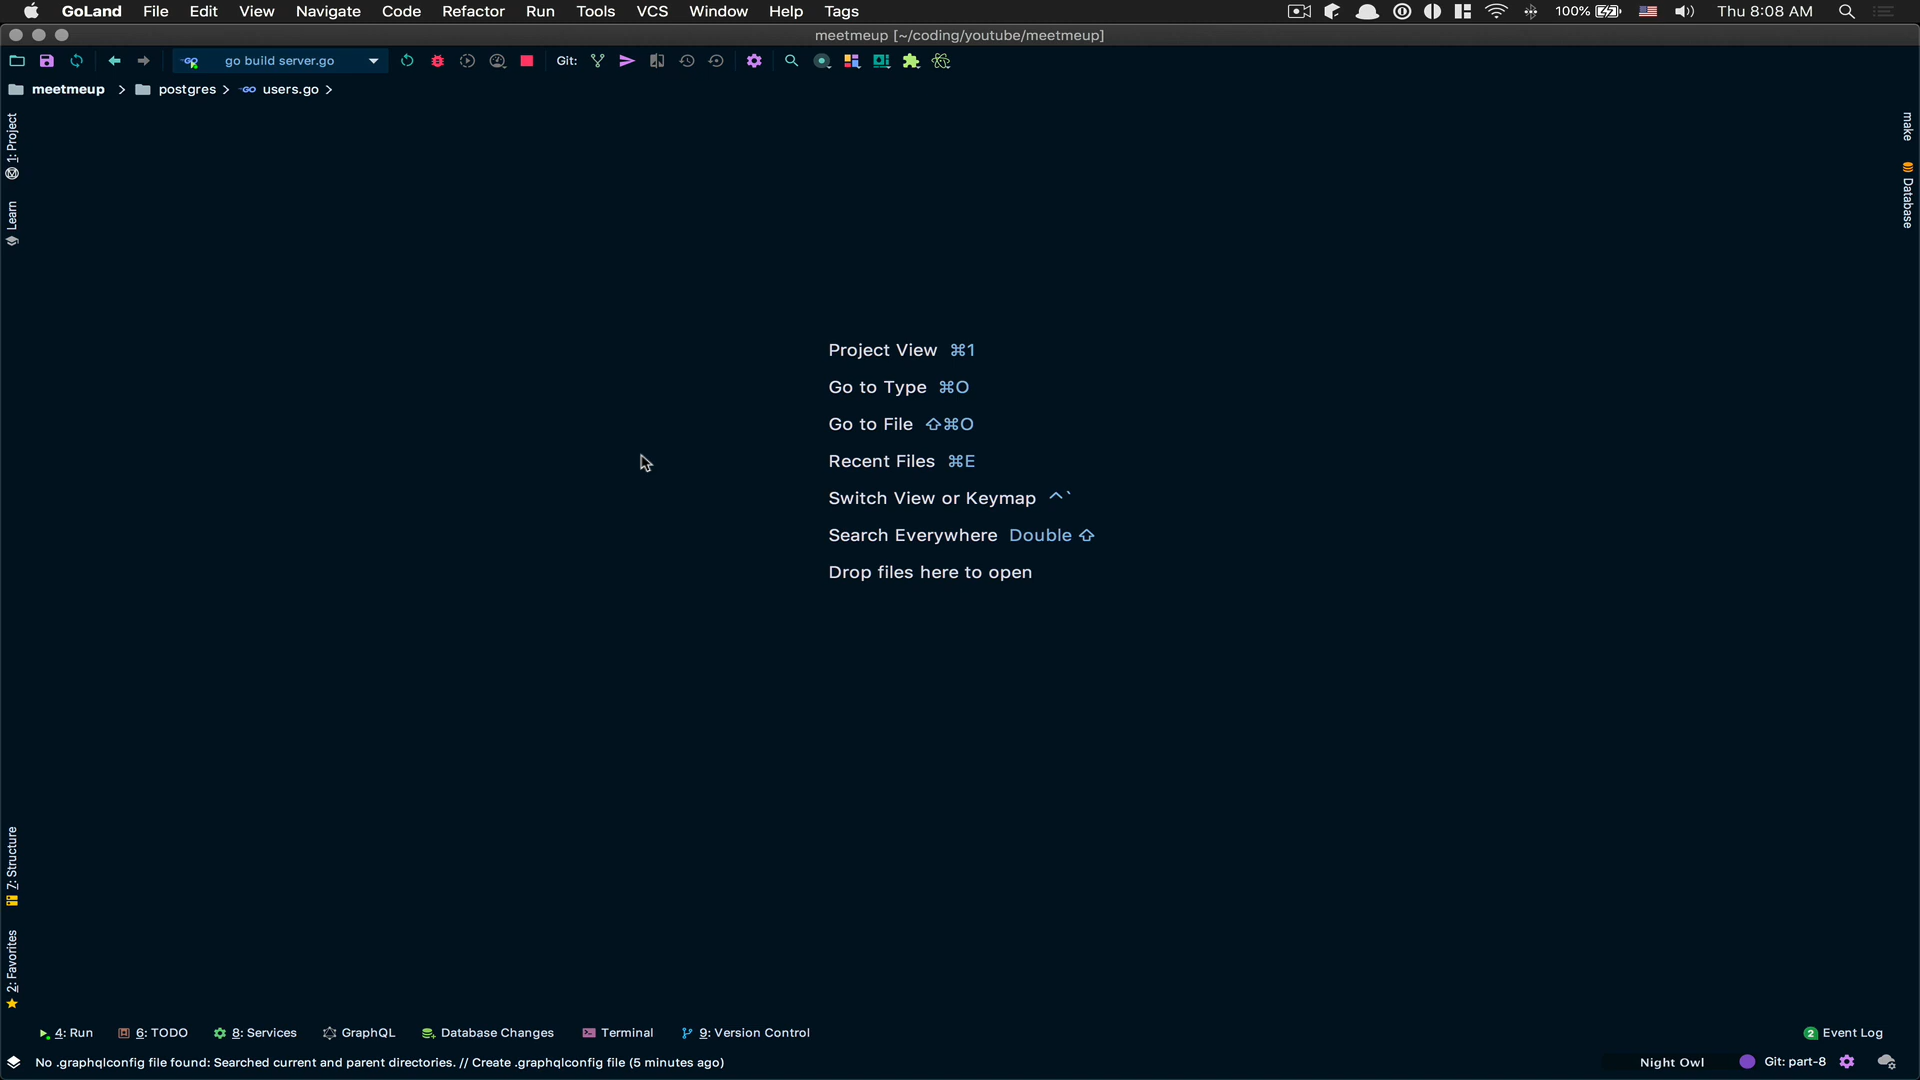 GoLand File Edit View Navigate Code Refactor Run Tools VCS Window Help Tags 100% Thu 8:08 AM
meetmeup [~/coding/youtube/meetmeup]
go build server.go Git:
meetmeup > postgres > users.go >
1: Project
Learn
make
Database
Project View ⌘1
Go to Type ⌘O
Go to File ⇧⌘O
Recent Files ⌘E
Switch View or Keymap ^`
Search Everywhere Double ⇧
Drop files here to open
7: Structure
2: Favorites
4: Run 6: TODO 8: Services GraphQL Database Changes Terminal 9: Version Control 2 Event Log
No .graphqlconfig file found: Searched current and parent directories. // Create .graphqlconfig file (5 minutes ago) Night Owl Git: part-8